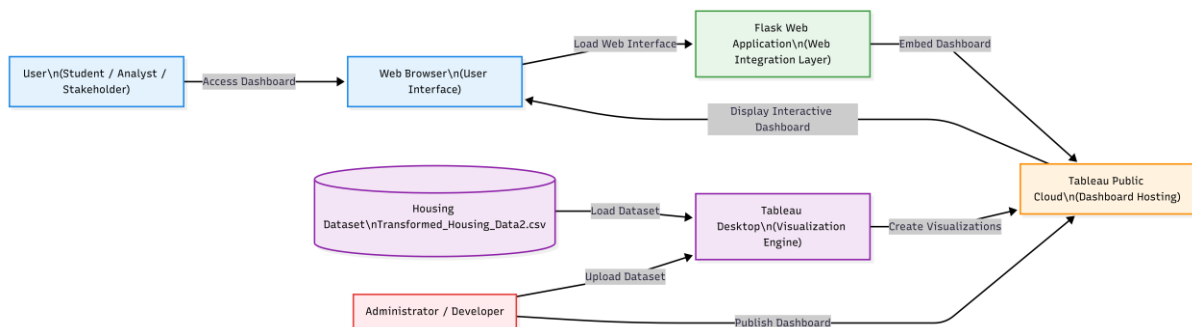 Flask Web
Application\n(Web
Integration Layer)
Load Web Interface
Embed Dashboard
User\n(Student / Analyst /
Stakeholder)
Access Dashboard
Web Browser\n(User
Interface)
Display Interactive
Dashboard
Tableau Public
Cloud\n(Dashboard Hosting)
Housing
Dataset\nTransformed_Housing_Data2.csv
Load Dataset
Tableau
Desktop\n(Visualization
Engine)
Create Visualizations
Upload Dataset
Administrator / Developer
Publish Dashboard